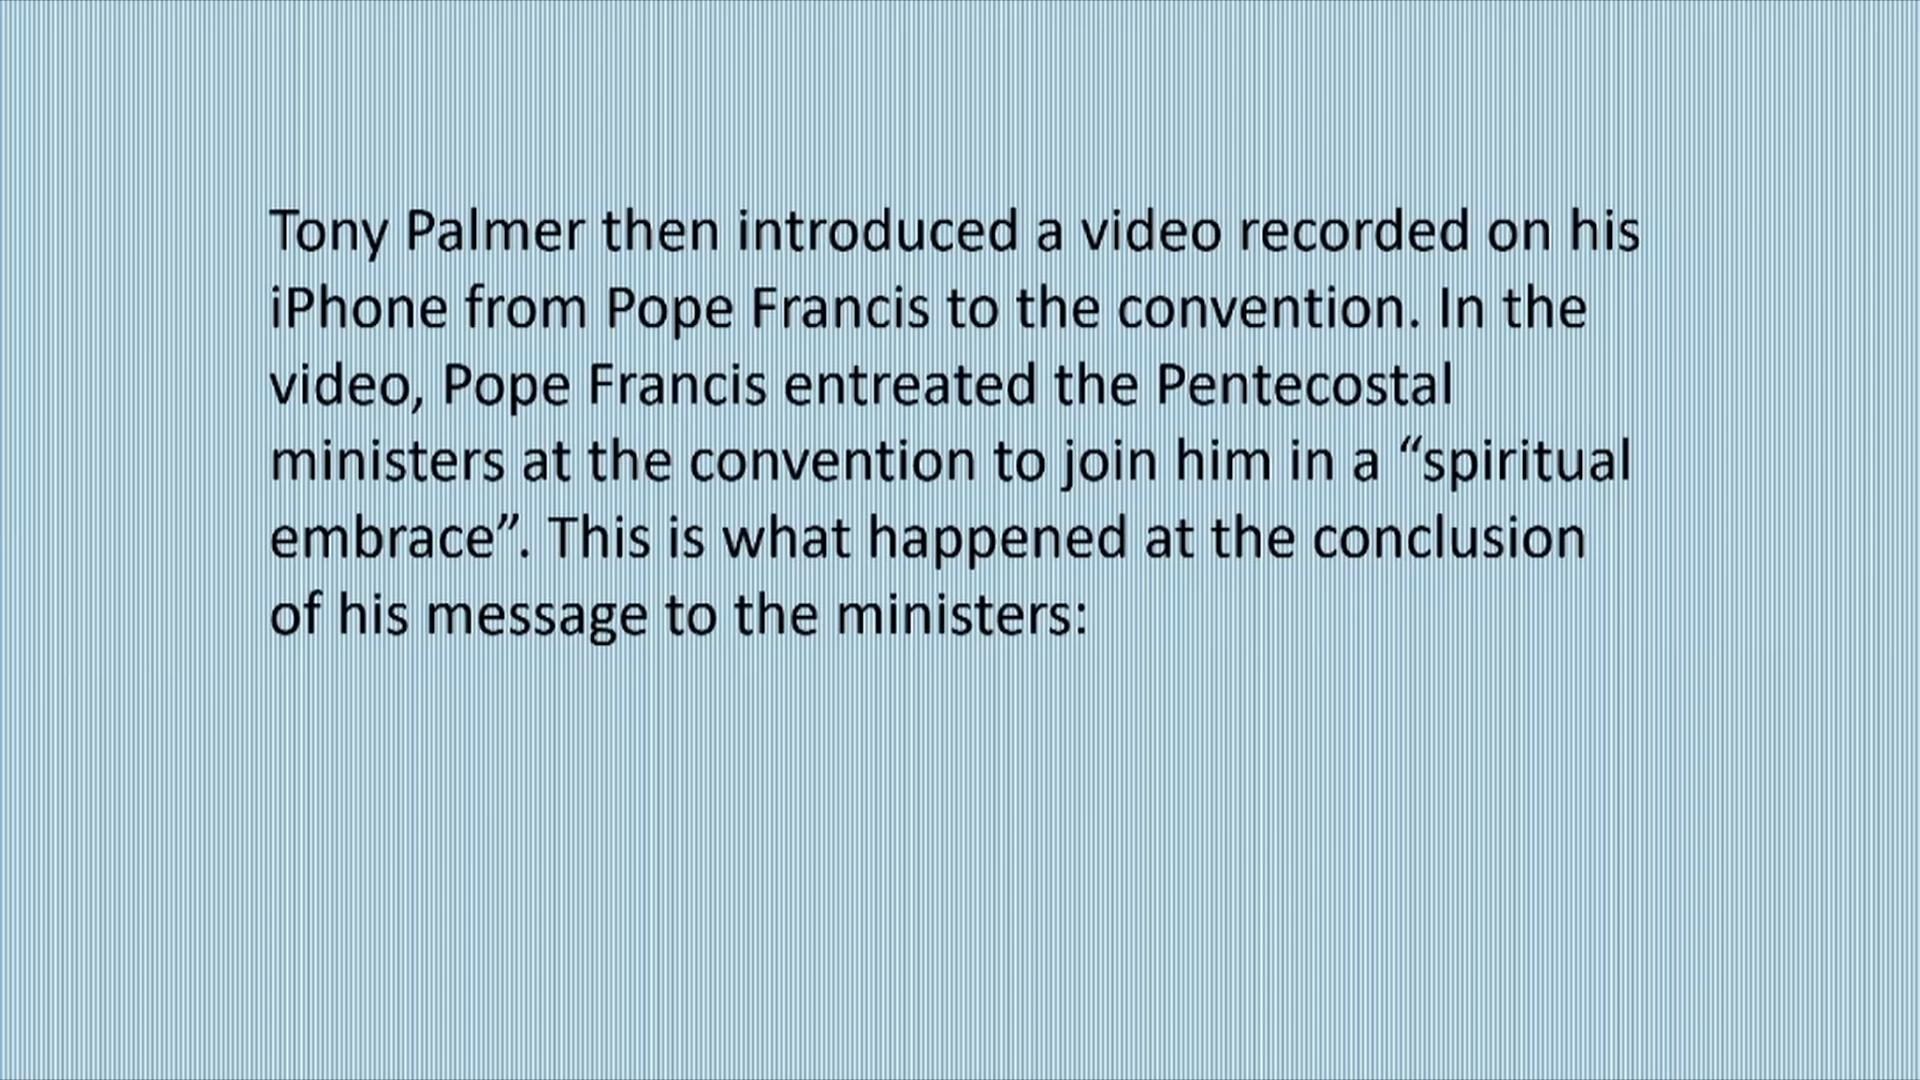 Tony Palmer then introduced a video recorded on his
iPhone from Pope Francis to the convention. In the
video, Pope Francis entreated the Pentecostal
ministers at the convention to join him in a “spiritual
embrace”. This is what happened at the conclusion
of his message to the ministers: